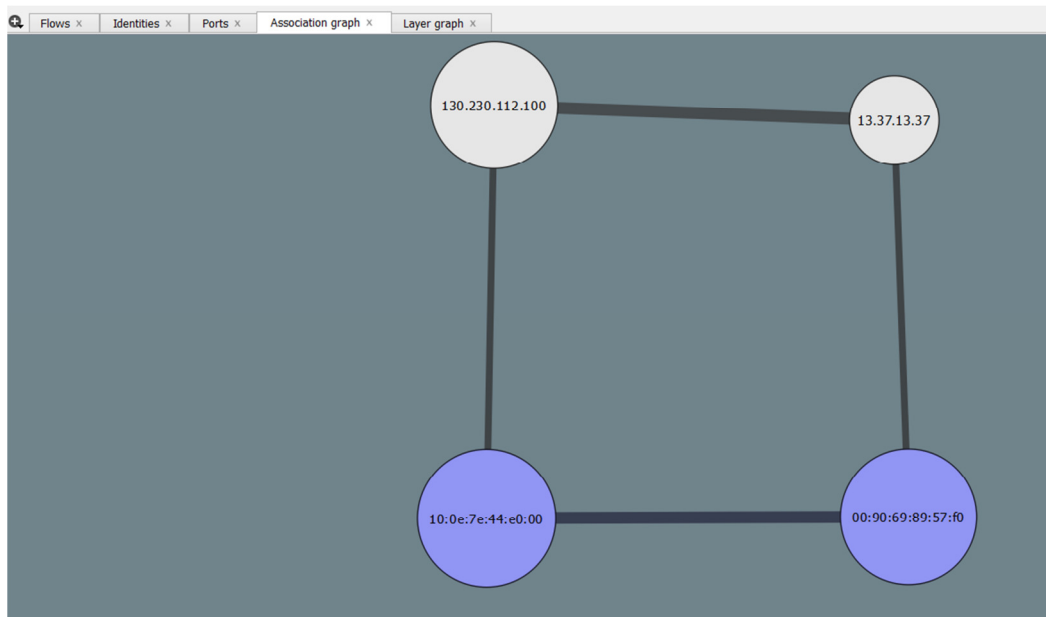 Flows x Identities x Ports x Association graph x Layer graph x
130.230.112.100
13.37.13.37
10:0e:7e:44:e0:00
00:90:69:89:57:f0